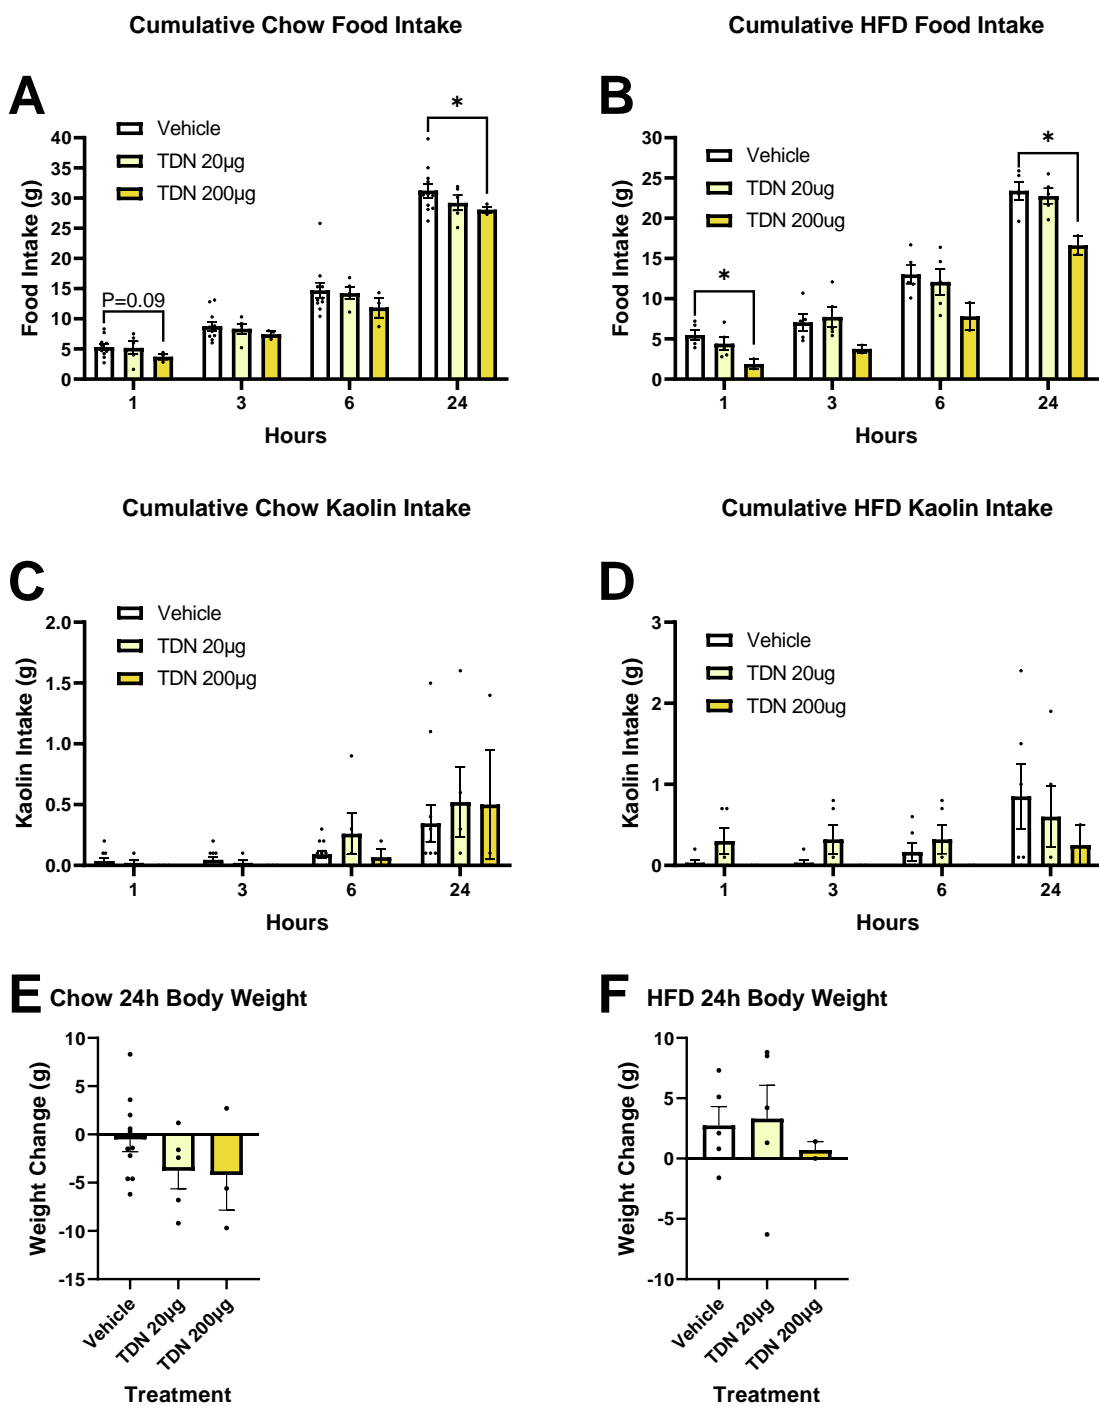 Cumulative Chow Food Intake
Cumulative HFD Food Intake
A
Vehicle
TDN 20µg
TDN 200µg
*
P=0.09
40
35
30
25
20
15
10
5
0
Food Intake (g)
1 3 6 24
Hours
B
Vehicle
TDN 20ug
TDN 200ug
*
*
30
25
20
15
10
5
0
Food Intake (g)
1 3 6 24
Hours
Cumulative Chow Kaolin Intake
Cumulative HFD Kaolin Intake
C
Vehicle
TDN 20µg
TDN 200µg
2.0
1.5
1.0
0.5
0.0
Kaolin Intake (g)
1 3 6 24
Hours
D
Vehicle
TDN 20ug
TDN 200ug
3
2
1
0
Kaolin Intake (g)
1 3 6 24
Hours
E Chow 24h Body Weight
10
5
0
-5
-10
-15
Weight Change (g)
Vehicle
TDN 20µg
TDN 200µg
Treatment
F HFD 24h Body Weight
10
5
0
-5
-10
Weight Change (g)
Vehicle
TDN 20µg
TDN 200µg
Treatment